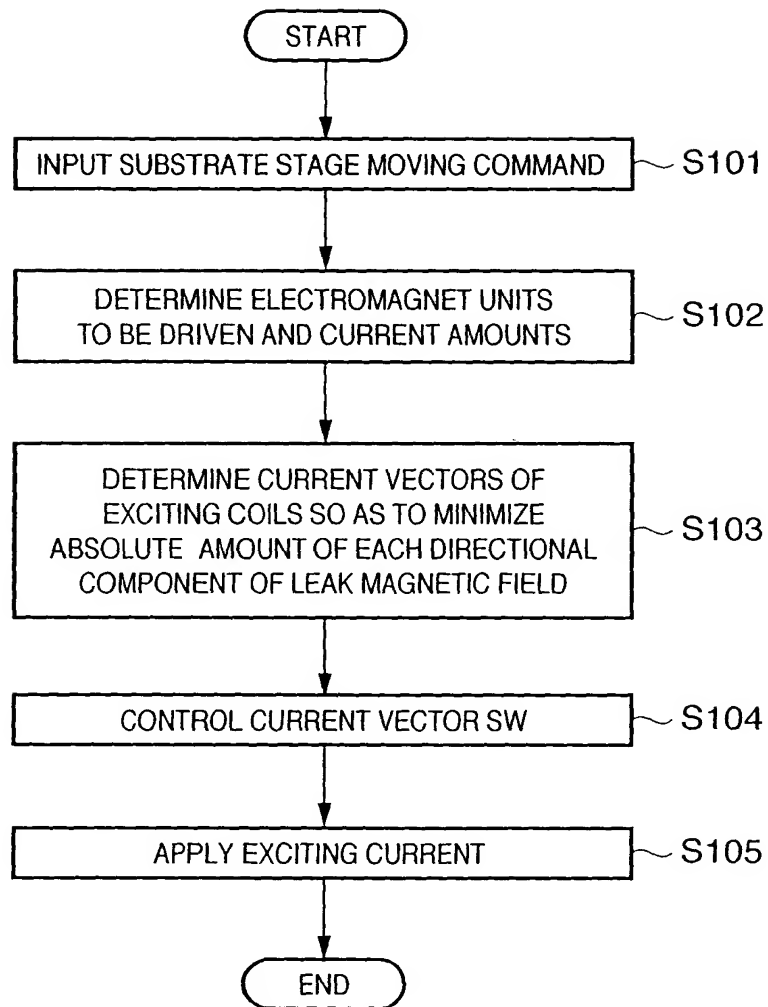 START
INPUT SUBSTRATE STAGE MOVING COMMAND
S101
DETERMINE ELECTROMAGNET UNITS
TO BE DRIVEN AND CURRENT AMOUNTS
S102
DETERMINE CURRENT VECTORS OF
EXCITING COILS SO AS TO MINIMIZE
ABSOLUTE AMOUNT OF EACH DIRECTIONAL
COMPONENT OF LEAK MAGNETIC FIELD
S103
CONTROL CURRENT VECTOR SW
S104
APPLY EXCITING CURRENT
S105
END